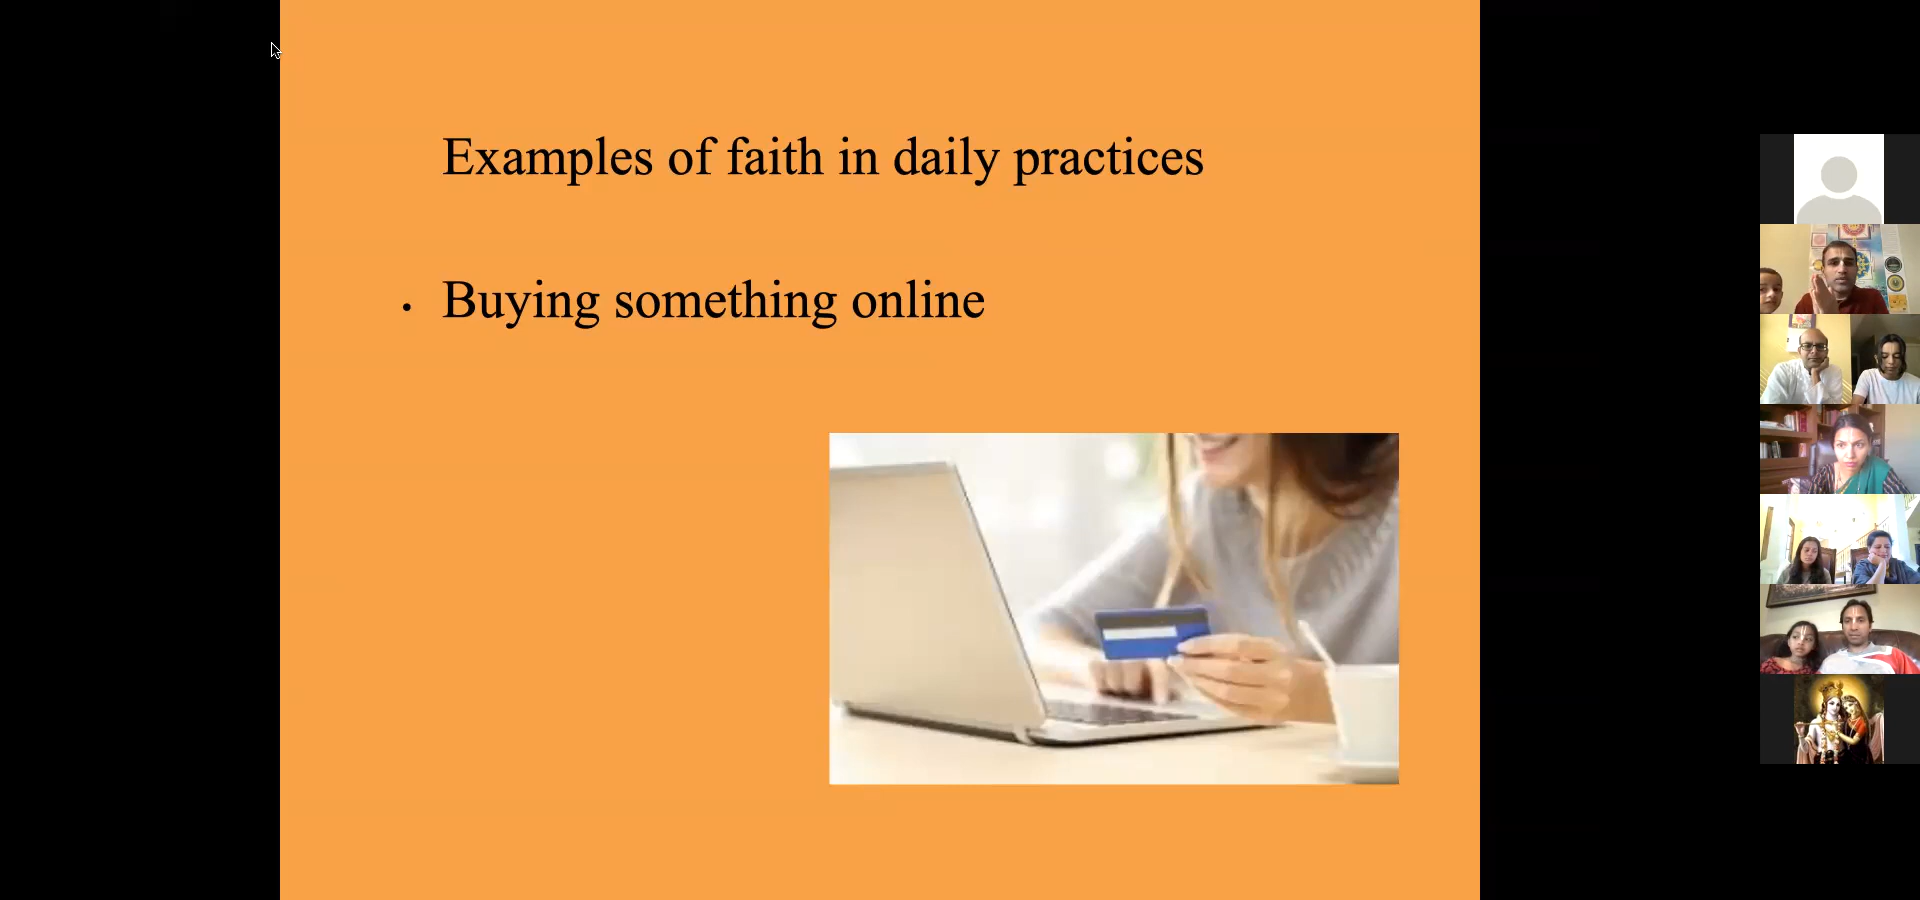 Examples of faith in daily practices
• Buying something online